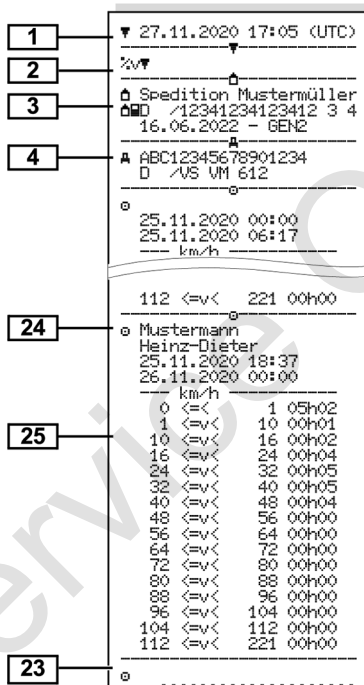 1 ▼ 27.11.2020 17:05 (UTC)
2 %v▼
3 Spedition Mustermüller
D /12341234123412 3 4
16.06.2022 - GEN2
4 A ABC12345678901234
D /VS VM 612
25.11.2020 00:00
25.11.2020 06:17
--- km/h ---
112 <=v< 221 00h00
24 Mustermann
Heinz-Dieter
25.11.2020 18:37
26.11.2020 00:00
--- km/h ---
0 <=< 1 05h02
1 <=v< 10 00h01
25 10 <=v< 16 00h02
16 <=v< 24 00h04
24 <=v< 32 00h05
32 <=v< 40 00h05
40 <=v< 48 00h04
48 <=v< 56 00h00
56 <=v< 64 00h00
64 <=v< 72 00h00
72 <=v< 80 00h00
80 <=v< 88 00h00
88 <=v< 96 00h00
96 <=v< 104 00h00
104 <=v< 112 00h00
112 <=v< 221 00h00
23